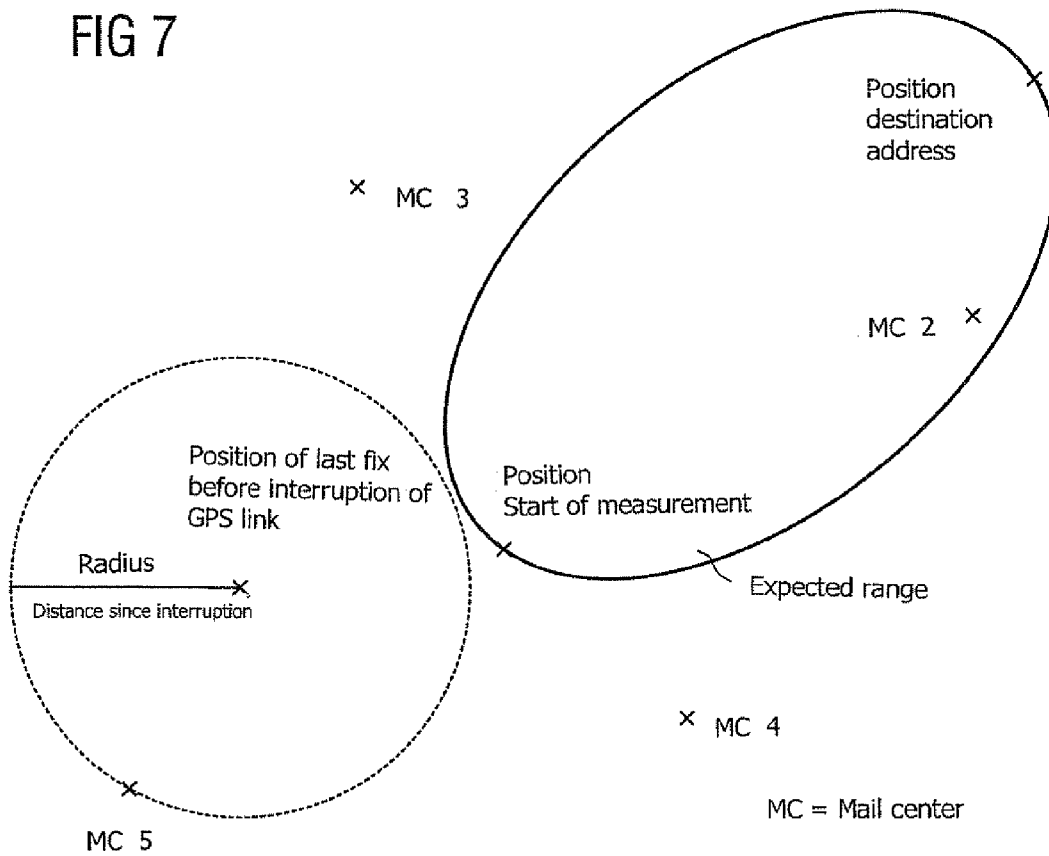 FIG 7
Position
destination
address
MC 3
MC 2
Position of last fix
before interruption of
GPS link
Position
Start of measurement
Radius
Distance since interruption
Expected range
MC 4
MC = Mail center
MC 5